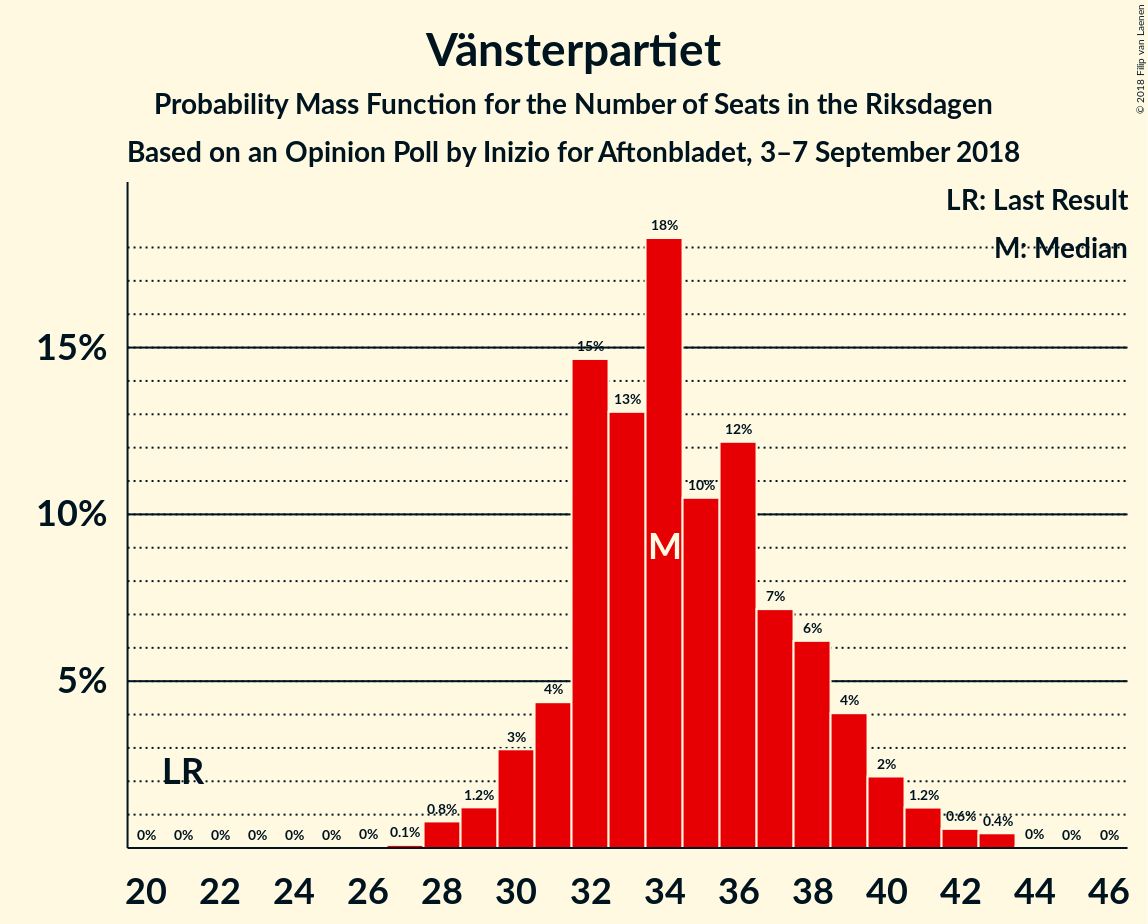 Vänsterpartiet
Probability Mass Function for the Number of Seats in the Riksdagen
Based on an Opinion Poll by Inizio for Aftonbladet, 3–7 September 2018
© 2018 Filip van Laenen
LR: Last Result
M: Median
18%
15%
15%
13%
12%
10%
10%
M
7%
6%
5%
4%
4%
3%
LR
2%
1.2%
1.2%
0.8%
0.6%
0.4%
0% 0% 0% 0% 0% 0% 0% 0.1% 0% 0% 0%
20 22 24 26 28 30 32 34 36 38 40 42 44 46